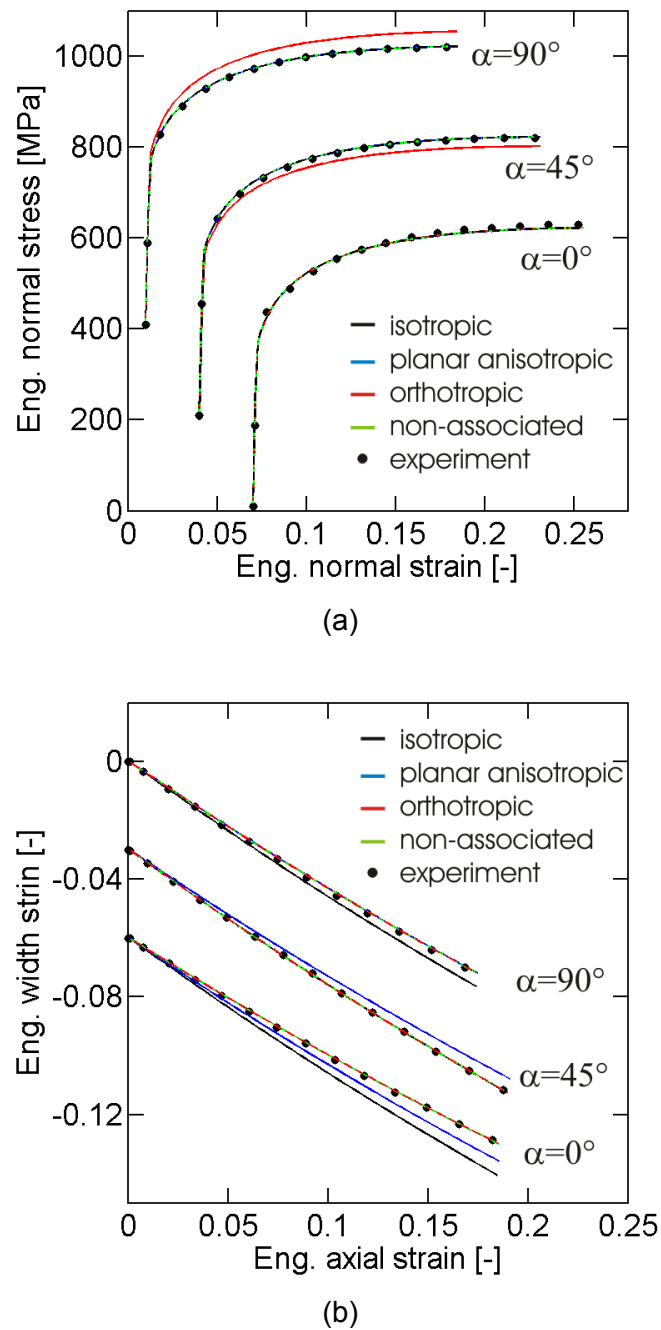 1000
800
600
400
200
0
Eng. normal stress [MPa]
α=90°
α=45°
α=0°
isotropic
planar anisotropic
orthotropic
non-associated
experiment
0 0.05 0.1 0.15 0.2 0.25
Eng. normal strain [-]
(a)
0
-0.04
-0.08
-0.12
Eng. width strin [-]
isotropic
planar anisotropic
orthotropic
non-associated
experiment
α=90°
α=45°
α=0°
0 0.05 0.1 0.15 0.2 0.25
Eng. axial strain [-]
(b)